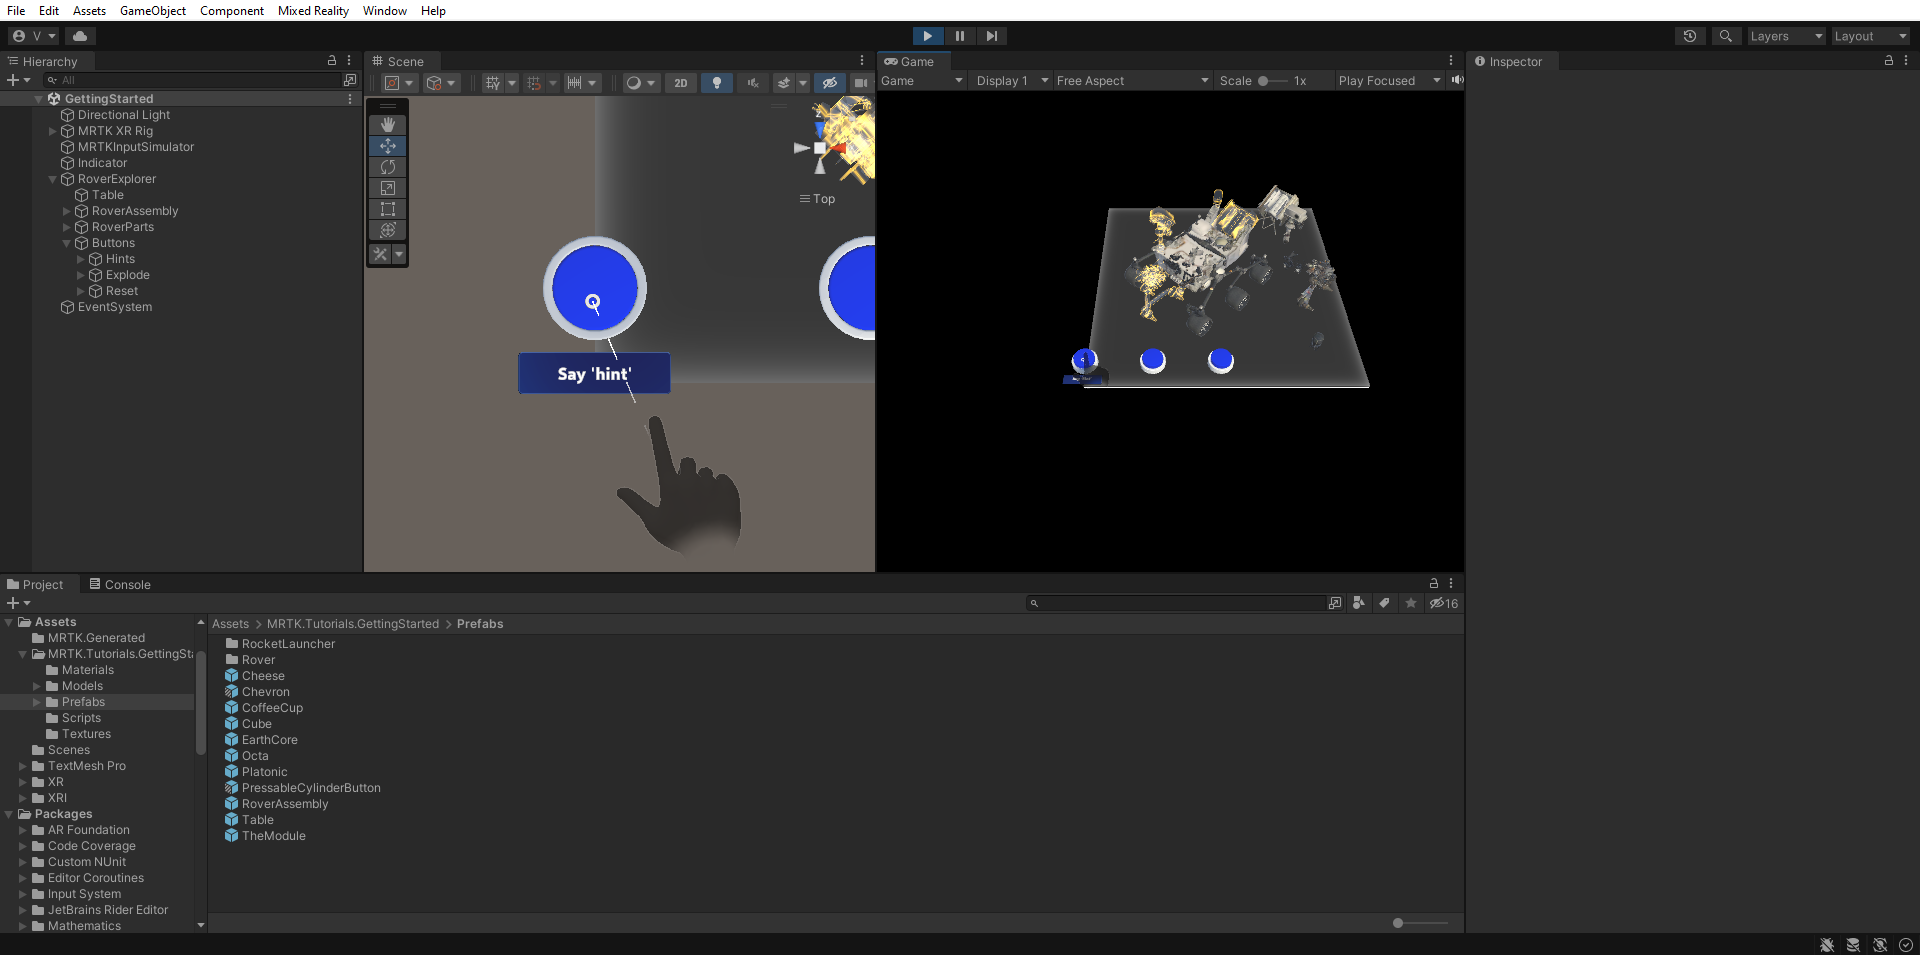 File Edit Assets GameObject Component Mixed Reality Window Help
V Layers Layout
Hierarchy
All
GettingStarted
Directional Light
MRTK XR Rig
MRTKInputSimulator
Indicator
RoverExplorer
Table
RoverAssembly
RoverParts
Buttons
Hints
Explode
Reset
EventSystem
Scene
2D
Z
Top
Say 'hint'
Game
Game Display 1 Free Aspect Scale 1x Play Focused
Inspector
Project Console
16
Assets
MRTK.Generated
MRTK.Tutorials.GettingSta
Materials
Models
Prefabs
Scripts
Textures
Scenes
TextMesh Pro
XR
XRI
Packages
AR Foundation
Code Coverage
Custom NUnit
Editor Coroutines
Input System
JetBrains Rider Editor
Mathematics
Assets > MRTK.Tutorials.GettingStarted > Prefabs
RocketLauncher
Rover
Cheese
Chevron
CoffeeCup
Cube
EarthCore
Octa
Platonic
PressableCylinderButton
RoverAssembly
Table
TheModule